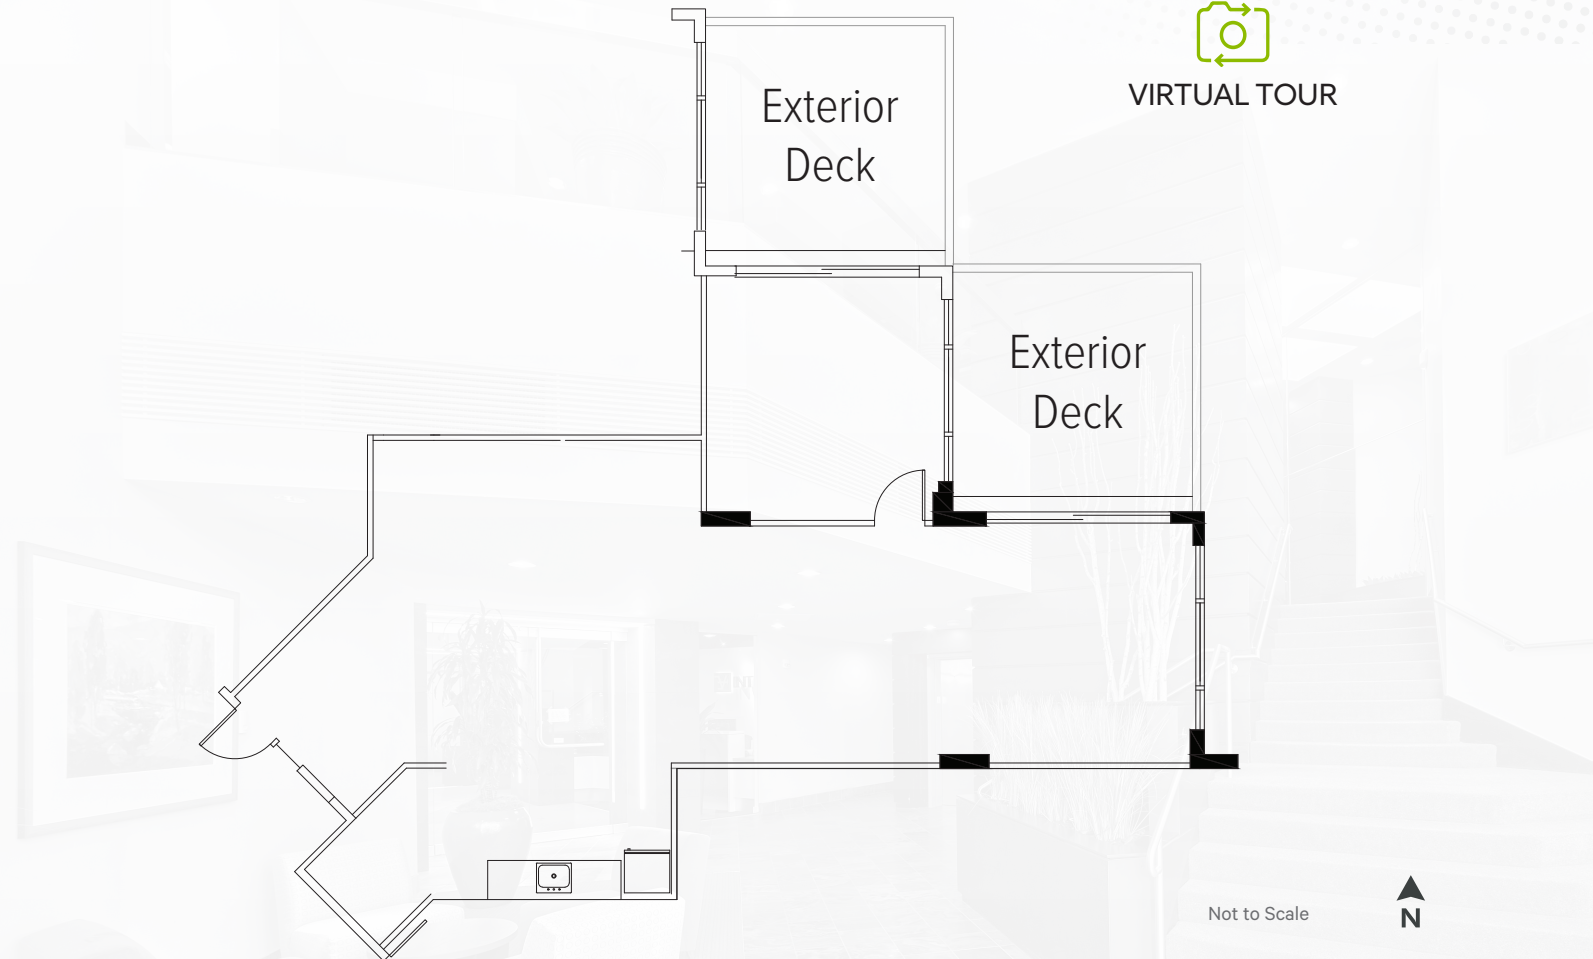 VIRTUAL TOUR
Exterior
Deck
Exterior
Deck
Not to Scale
N